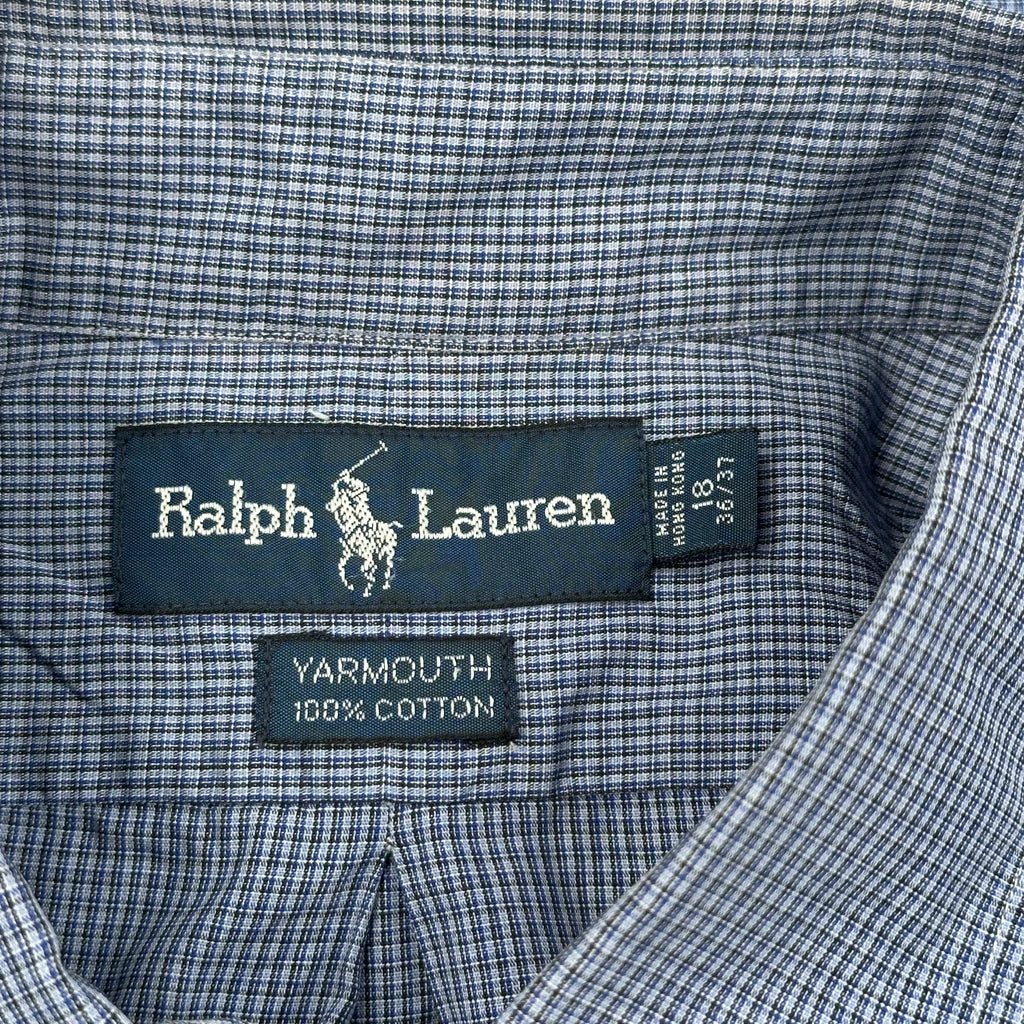 Ralph Lauren
MADE IN
HONG KONG
18
36/37
YARMOUTH
100% COTTON